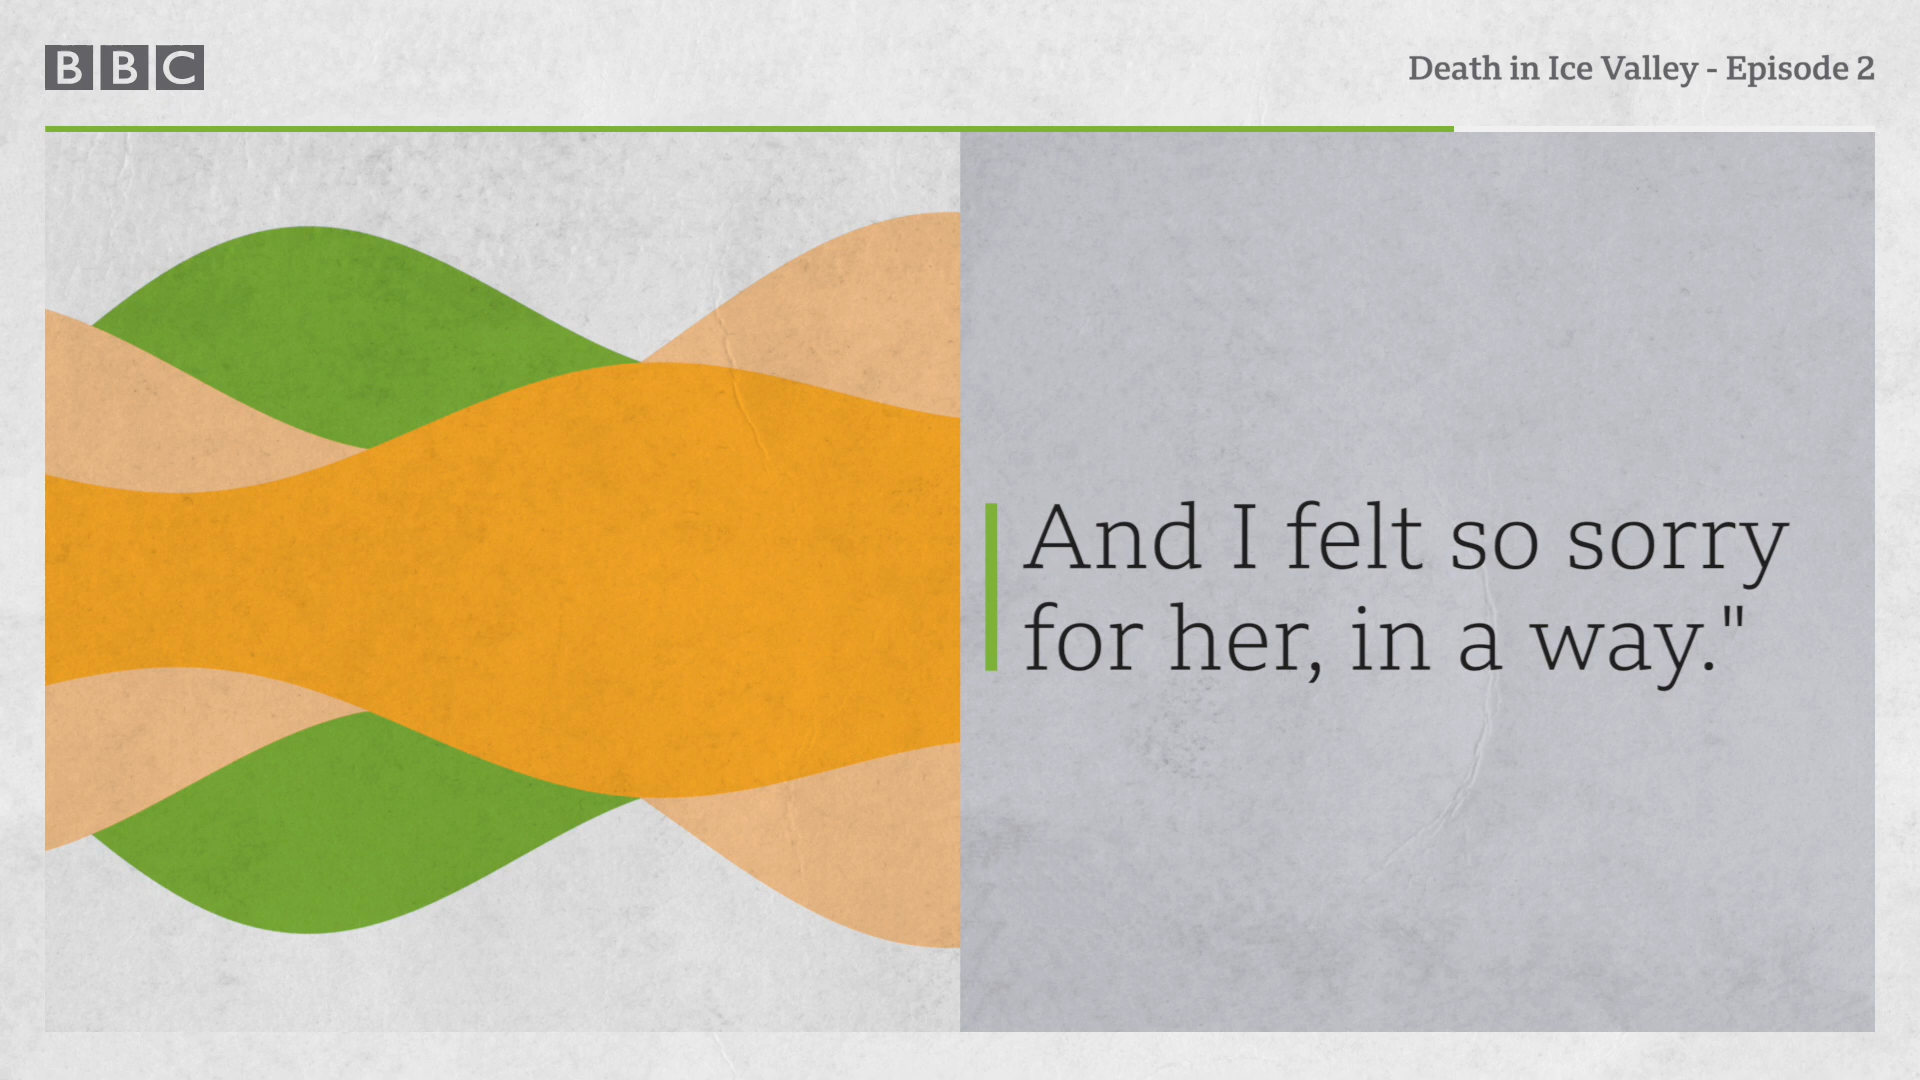 BBC
Death in Ice Valley - Episode 2
And I felt so sorry
for her, in a way."